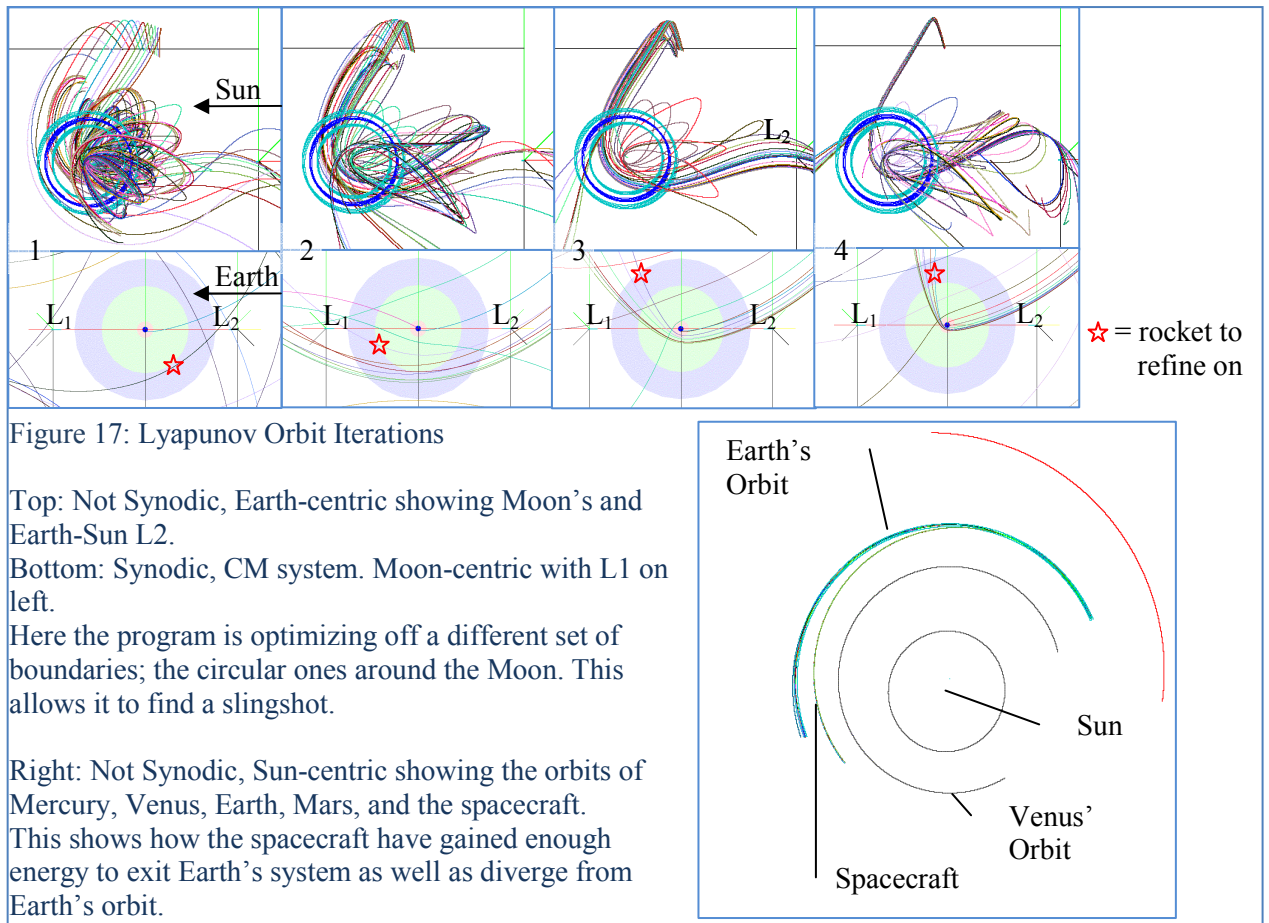 Sun
L2
1
2
3
4
Earth
L1
L2
L1
L2
L1
L2
L1
L2
☆ = rocket to
refine on
Figure 17: Lyapunov Orbit Iterations
Top: Not Synodic, Earth-centric showing Moon's and
Earth-Sun L2.
Bottom: Synodic, CM system. Moon-centric with L1 on
left.
Here the program is optimizing off a different set of
boundaries; the circular ones around the Moon. This
allows it to find a slingshot.
Right: Not Synodic, Sun-centric showing the orbits of
Mercury, Venus, Earth, Mars, and the spacecraft.
This shows how the spacecraft have gained enough
energy to exit Earth's system as well as diverge from
Earth's orbit.
Earth's
Orbit
Sun
Venus'
Orbit
Spacecraft